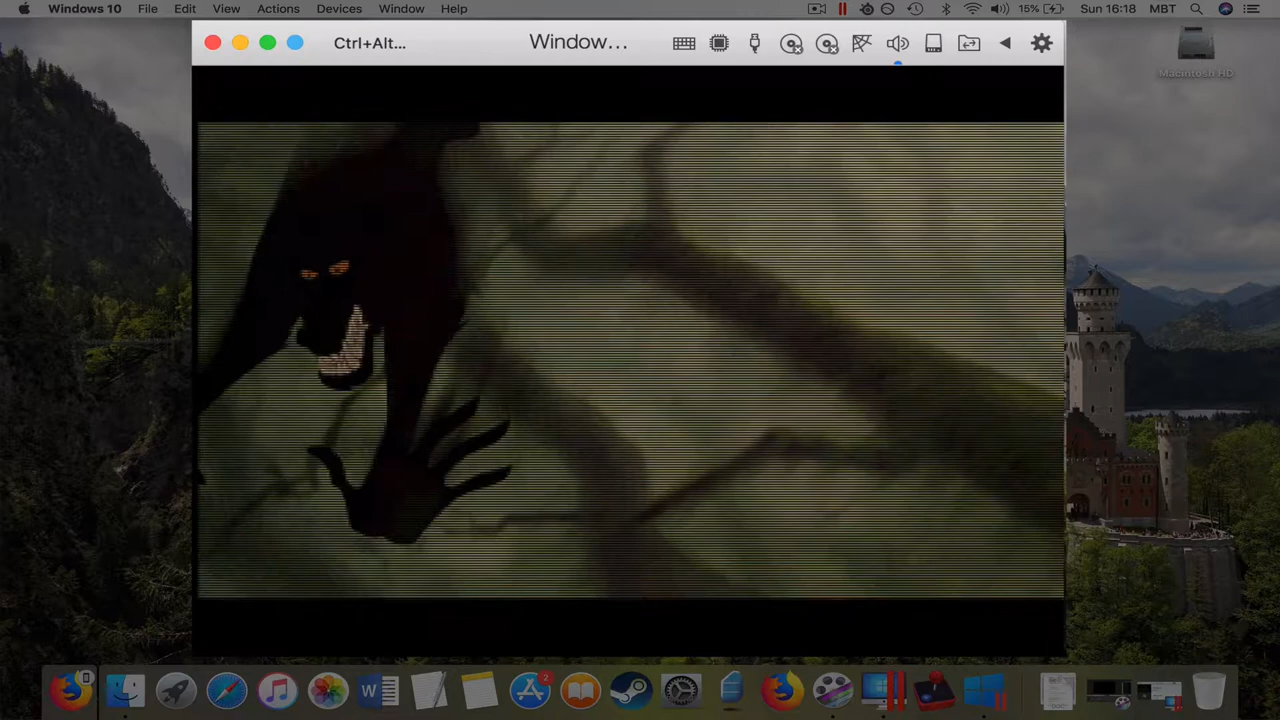 Windows 10 File Edit View Actions Devices Window Help 15% Sun 16:18 MBT
Ctrl+Alt... Window...
Macintosh HD
2